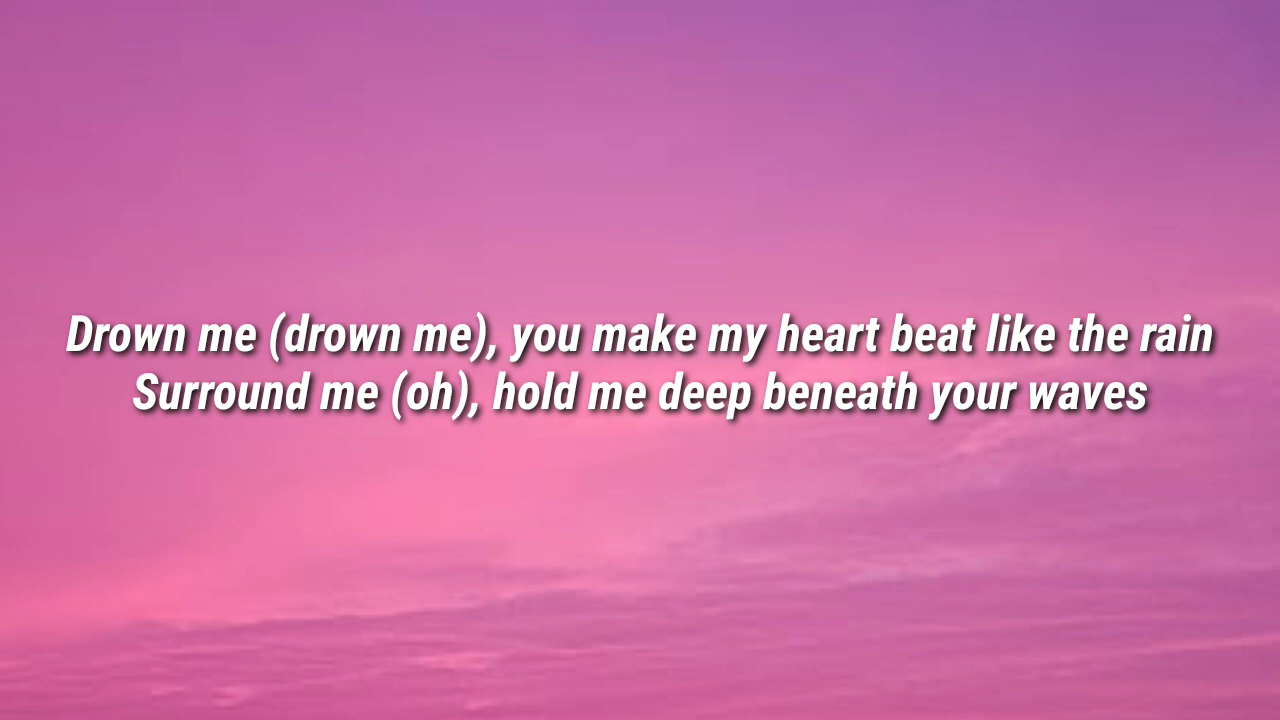 Drown me (drown me), you make my heart beat like the rain
Surround me (oh), hold me deep beneath your waves